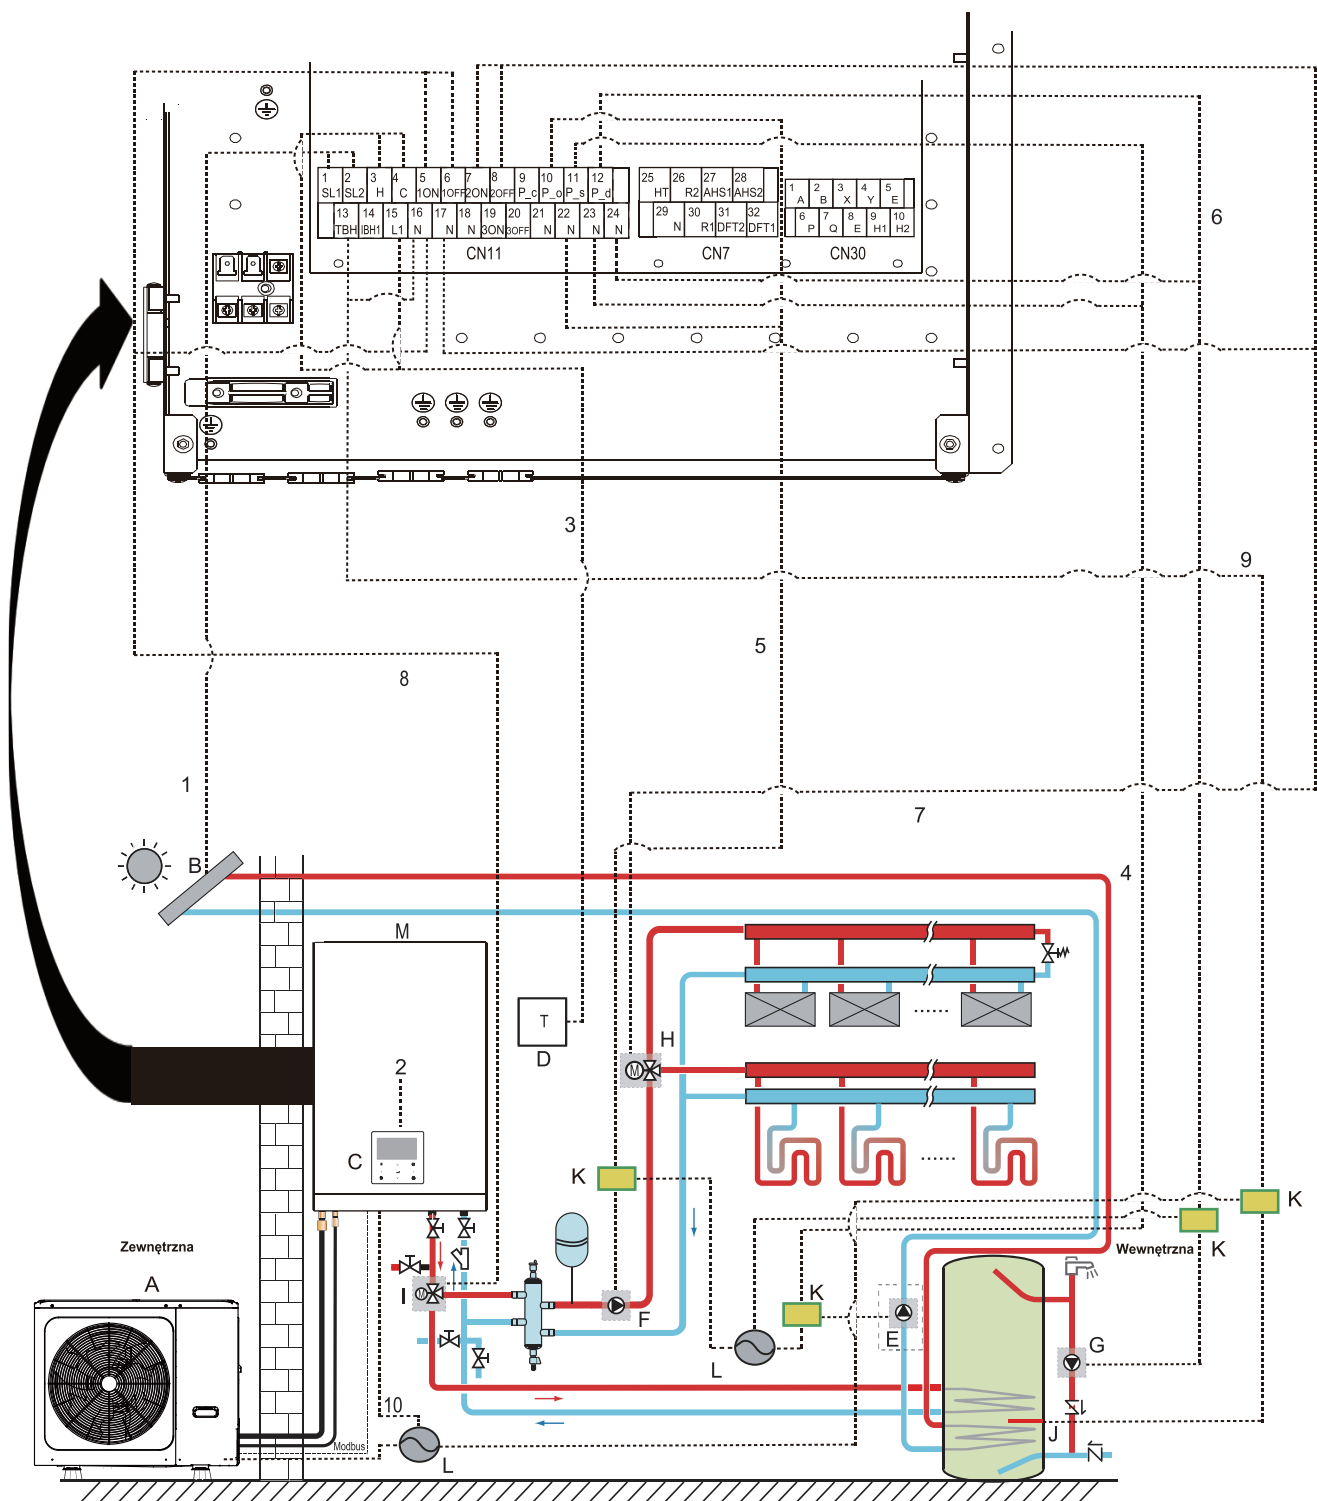 1 2 3 4 5 6 7 8 9 10 11 12
SL1 SL2 H C 1ON 1OFF 2ON 2OFF P_c P_o P_s P_d
13 14 15 16 17 18 19 20 21 22 23 24
TBH IBH1 L1 N N N 3ON 3OFF N N N N
CN11
25 26 27 28
HT R2 AHS1 AHS2
29 30 31 32
N R1 DFT2 DFT1
CN7
1 2 3 4 5
A B X Y E
6 7 8 9 10
P Q E H1 H2
CN30
6
3
9
5
8
1
7
B
4
M
T
D
H
2
C
K
K
K
Zewnętrzna
Wewnętrzna
A
M
M
I
K
F
E
G
L
10
J
Modbus
L